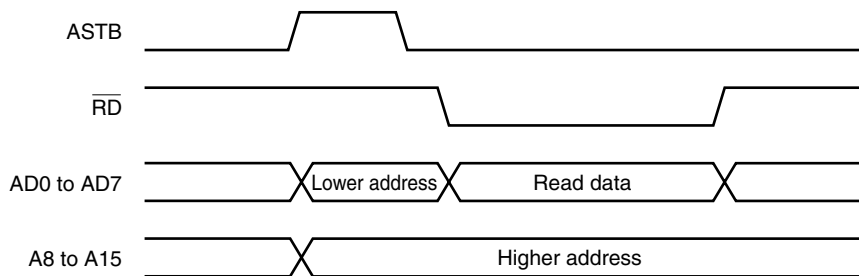 ASTB
RD
AD0 to AD7
Lower address
Read data
A8 to A15
Higher address